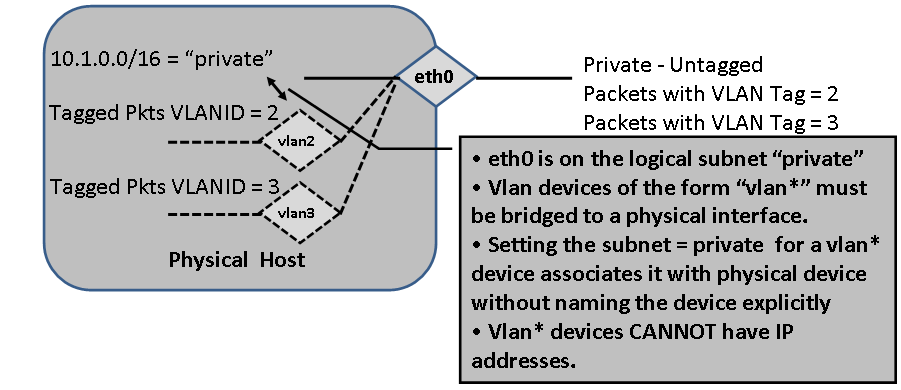 10.1.0.0/16 = “private”
eth0
Private - Untagged
Packets with VLAN Tag = 2
Packets with VLAN Tag = 3
Tagged Pkts VLANID = 2
vlan2
Tagged Pkts VLANID = 3
vlan3
Physical Host
• eth0 is on the logical subnet “private”
• Vlan devices of the form “vlan*” must
be bridged to a physical interface.
• Setting the subnet = private for a vlan*
device associates it with physical device
without naming the device explicitly
• Vlan* devices CANNOT have IP
addresses.